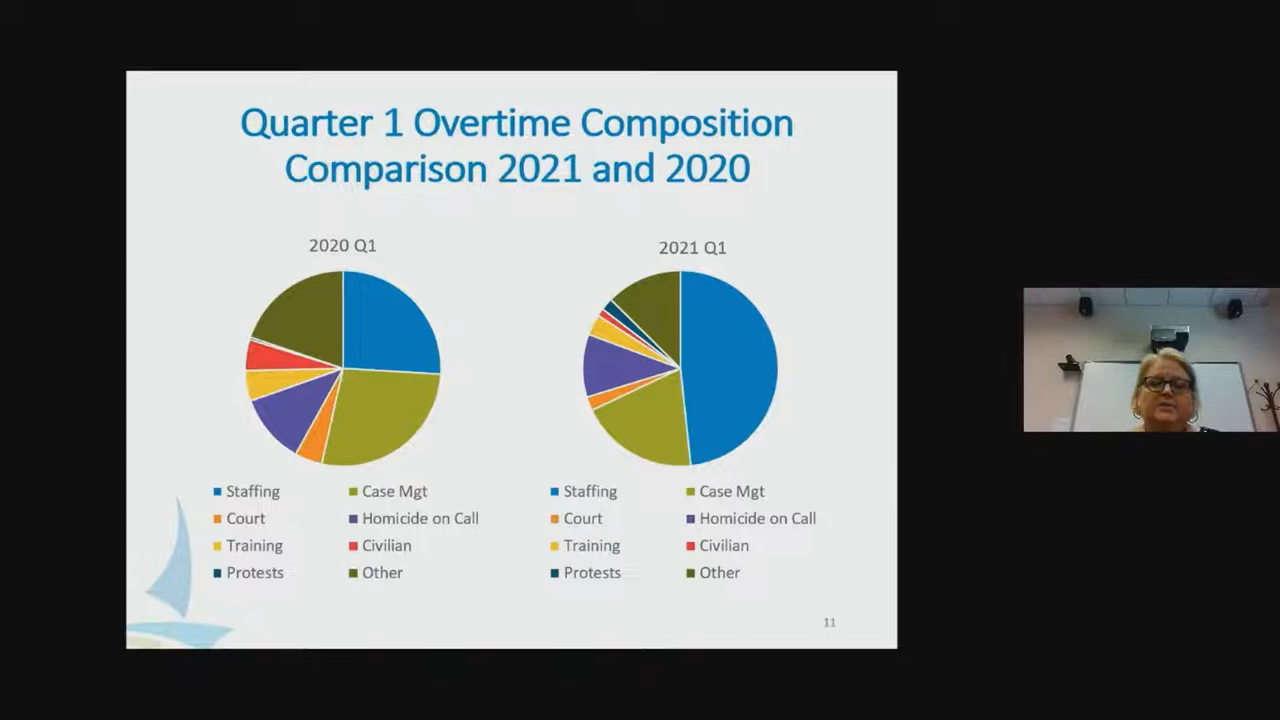 Quarter 1 Overtime Composition
Comparison 2021 and 2020
2020 Q1
2021 Q1
Staffing
Case Mgt
Court
Homicide on Call
Training
Civilian
Protests
Other
Staffing
Case Mgt
Court
Homicide on Call
Training
Civilian
Protests
Other
11